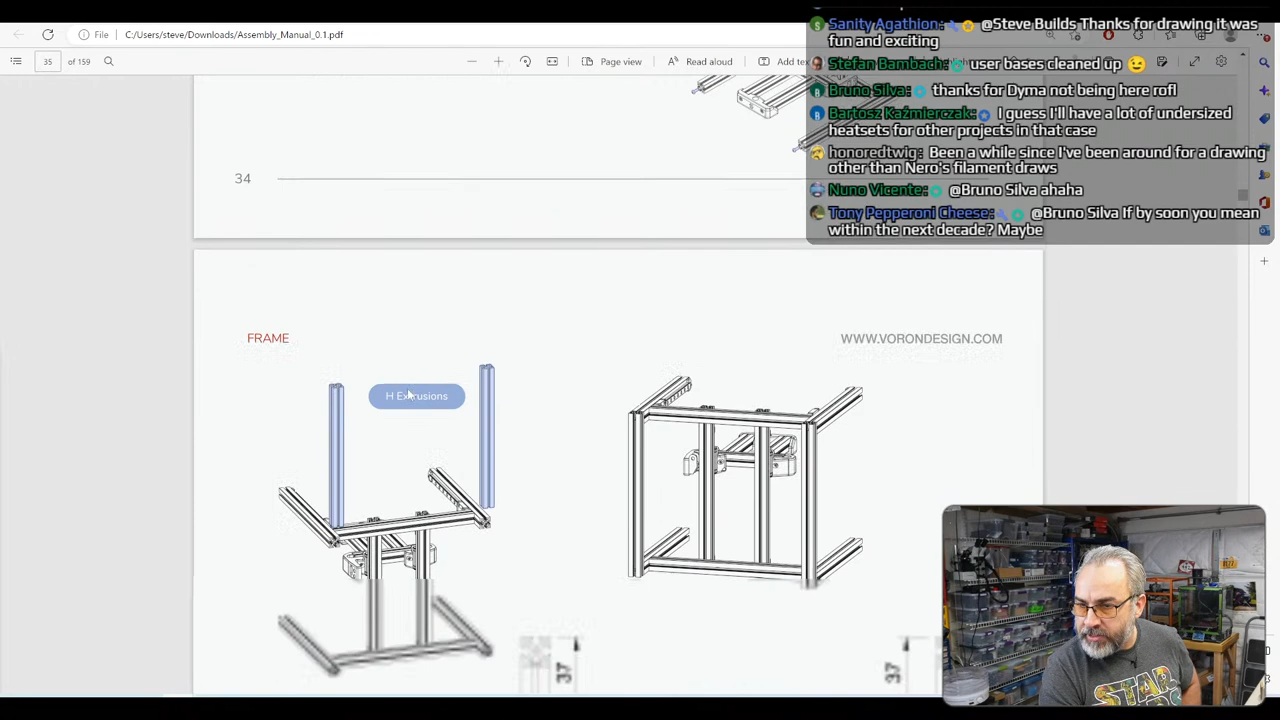 File
C:/Users/steve/Downloads/Assembly_Manual_0.1.pdf
35
of 159
Page view
Read aloud
Add text
Sanity Agathion: @Steve Builds Thanks for drawing it was
fun and exciting
Stefan Bambach: user bases cleaned up 😉
Bruno Silva: thanks for Dyma not being here rofl
Bartosz Kaźmierczak: I guess I'll have a lot of undersized
heatsets for other projects in that case
honoredtwig: Been a while since I've been around for a drawing
other than Nero's filament draws
Nuno Vicente: @Bruno Silva ahaha
Tony Pepperoni Cheese: @Bruno Silva If by soon you mean
within the next decade? Maybe
34
FRAME
WWW.VORONDESIGN.COM
H Extrusions
37
37
STAR